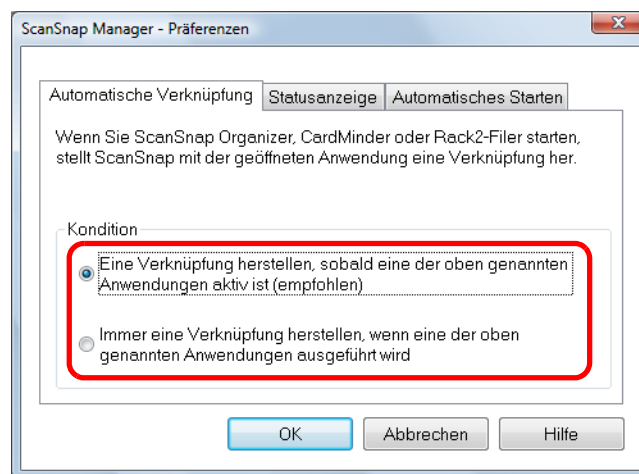 ScanSnap Manager - Präferenzen
Automatische Verknüpfung
Statusanzeige
Automatisches Starten
Wenn Sie ScanSnap Organizer, CardMinder oder Rack2-Filer starten,
stellt ScanSnap mit der geöffneten Anwendung eine Verknüpfung her.
Kondition
Eine Verknüpfung herstellen, sobald eine der oben genannten
Anwendungen aktiv ist (empfohlen)
Immer eine Verknüpfung herstellen, wenn eine der oben
genannten Anwendungen ausgeführt wird
OK
Abbrechen
Hilfe